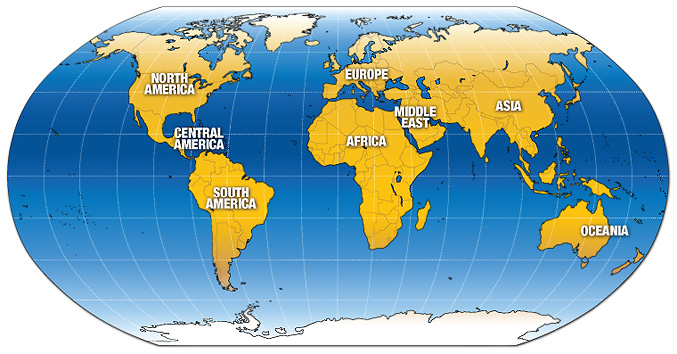 NORTH
AMERICA
EUROPE
ASIA
MIDDLE
EAST
CENTRAL
AMERICA
AFRICA
SOUTH
AMERICA
OCEANIA